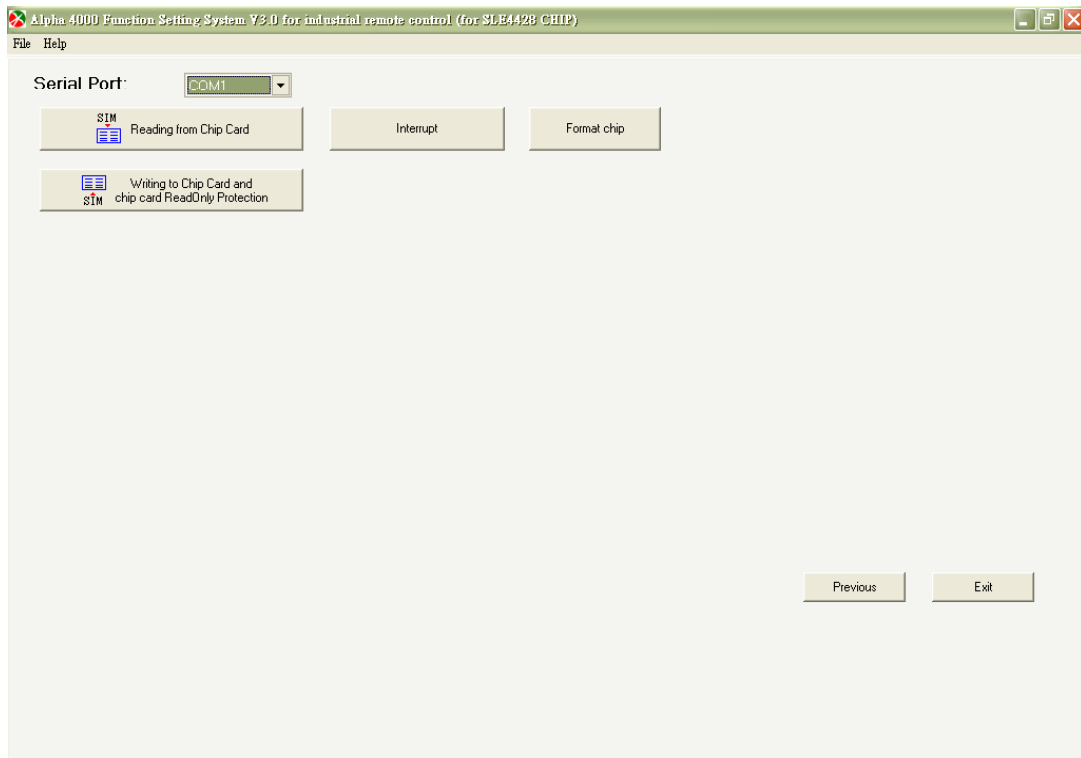 Alpha 4000 Function Setting System V3.0 for industrial remote control (for SLE4428 CHIP)
File Help
Serial Port: COM1
SIM
Reading from Chip Card
Interrupt
Format chip
Writing to Chip Card and
chip card ReadOnly Protection
SIM
Previous
Exit